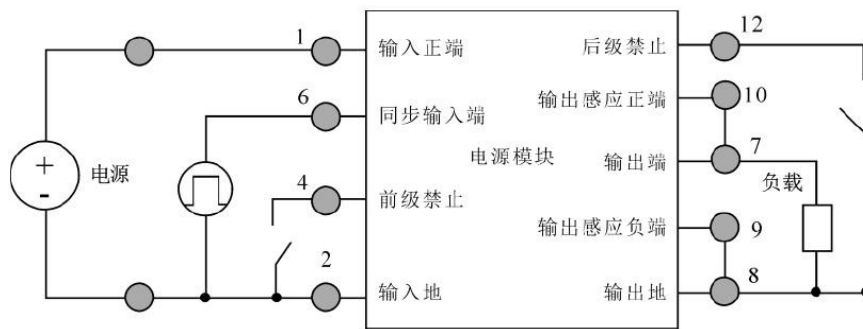 1 输入正端 后级禁止 12
6 同步输入端 输出感应正端 10
+
-
电源 电源模块 输出端 7
4 前级禁止 负载
输出感应负端 9
2 输入地 输出地 8